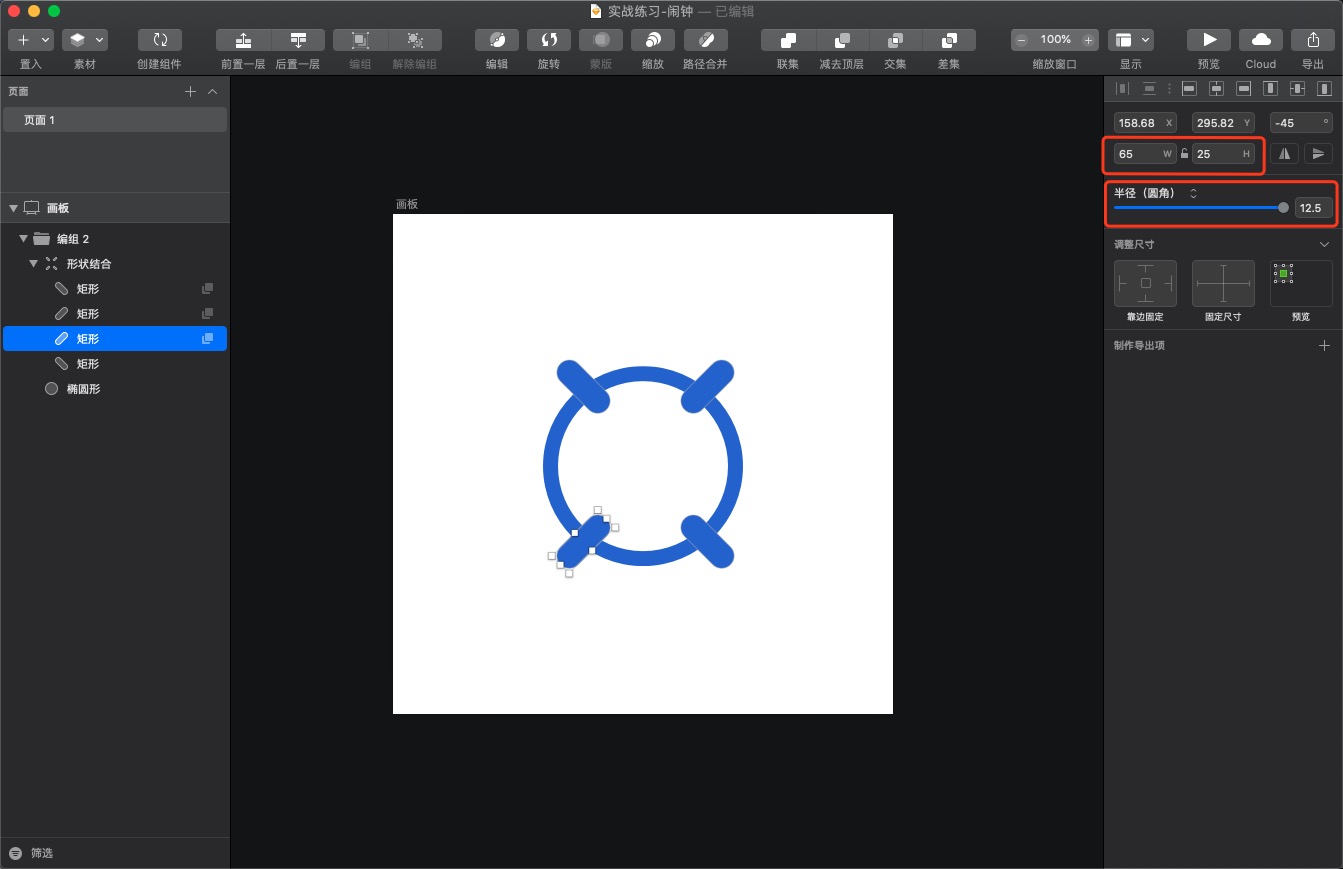 实战练习-闹钟 — 已编辑
100%
置入 素材 创建组件 前置一层 后置一层 编组 解除编组 编辑 旋转 蒙版 缩放 路径合并 联集 减去顶层 交集 差集 缩放窗口 显示 预览 Cloud 导出
页面
页面 1
画板
编组 2
形状结合
矩形
矩形
矩形
矩形
椭圆形
筛选
画板
158.68 X 295.82 Y -45 °
65 W 25 H
半径（圆角）
12.5
调整尺寸
靠边固定 固定尺寸 预览
制作导出项